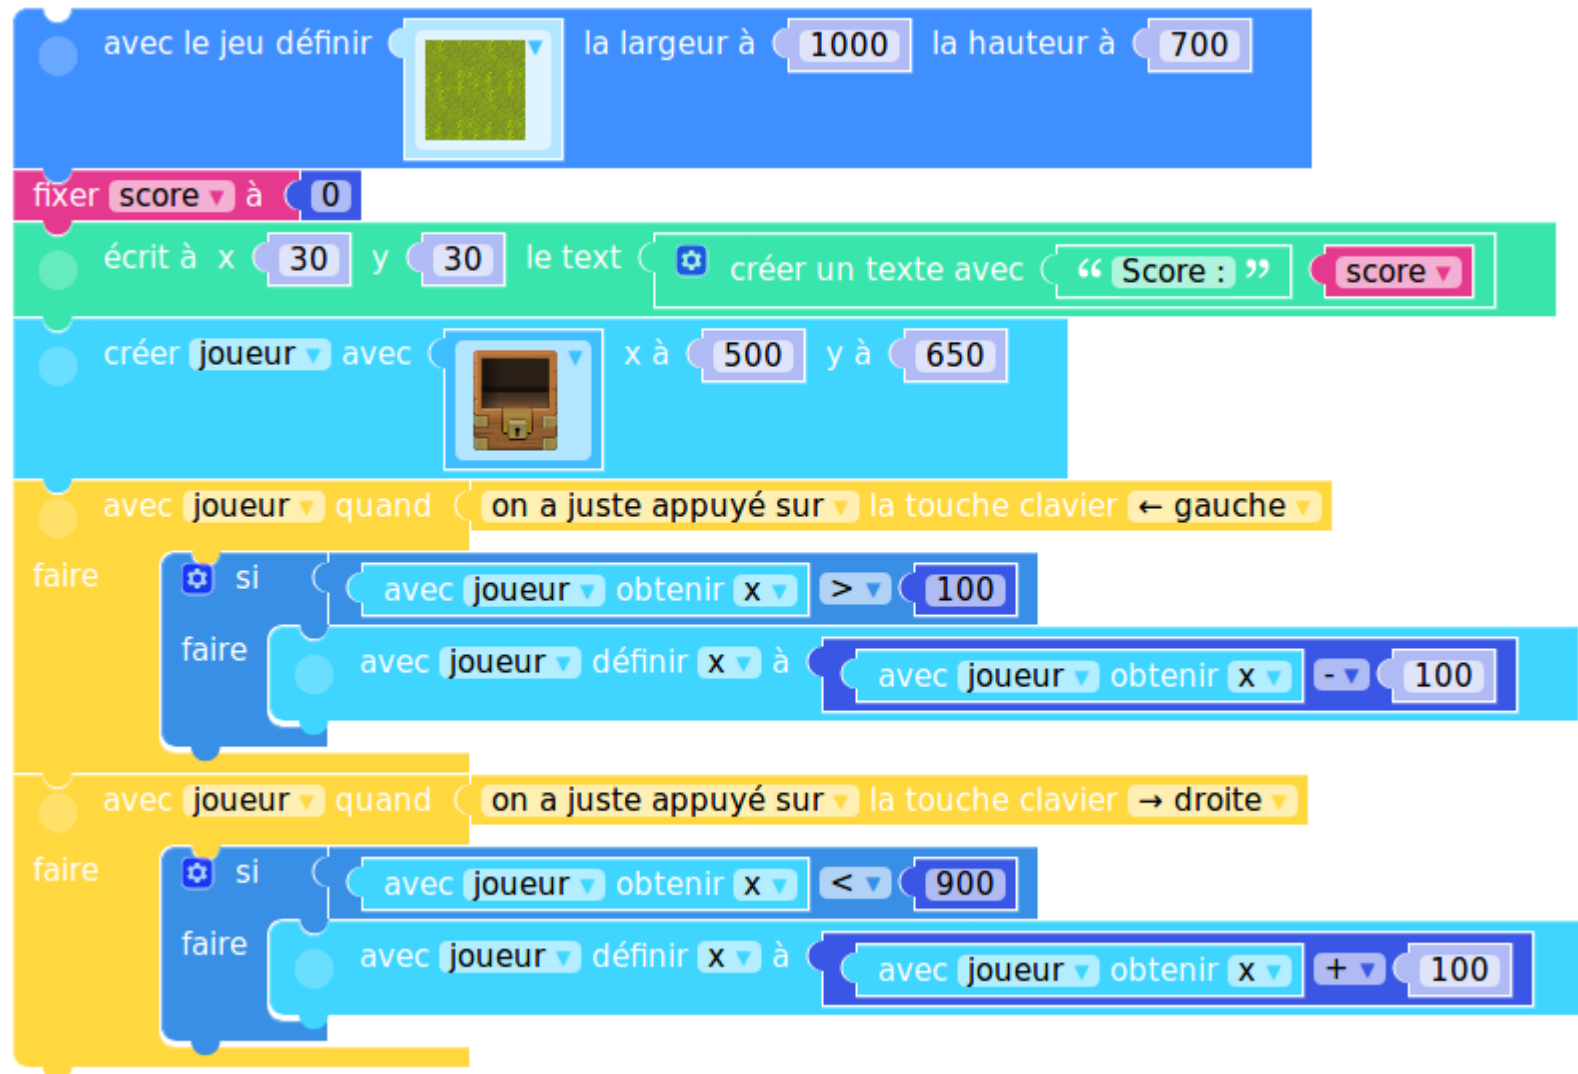 avec le jeu définir la largeur à 1000 la hauteur à 700
fixer score à 0
écrit à x 30 y 30 le text créer un texte avec “ Score : ” score
créer joueur avec x à 500 y à 650
avec joueur quand on a juste appuyé sur la touche clavier ← gauche
faire si avec joueur obtenir x > 100
faire avec joueur définir x à avec joueur obtenir x - 100
avec joueur quand on a juste appuyé sur la touche clavier → droite
faire si avec joueur obtenir x < 900
faire avec joueur définir x à avec joueur obtenir x + 100